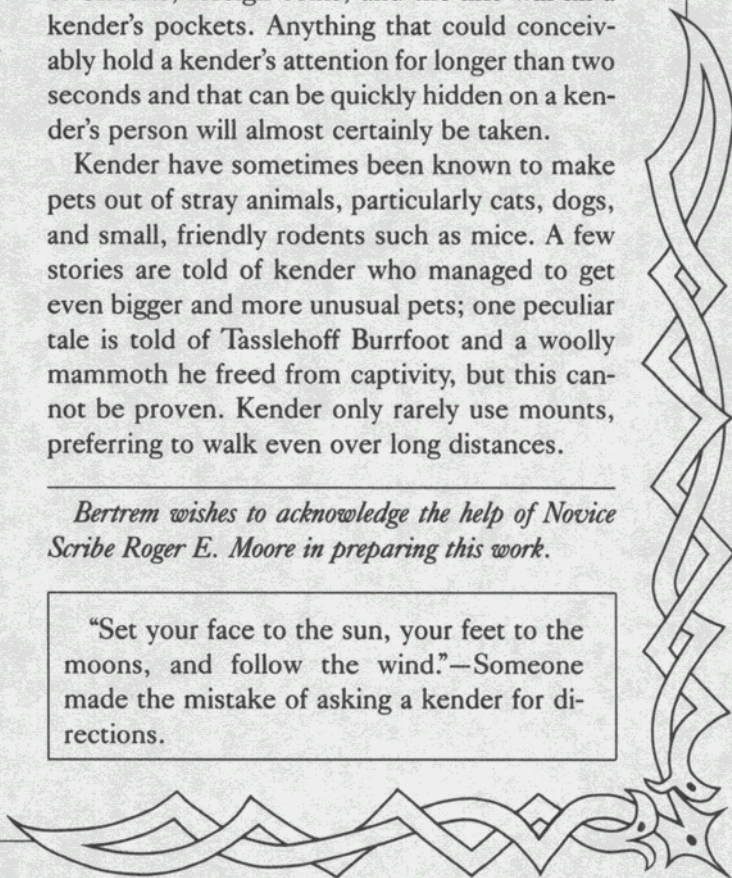 kender's pockets. Anything that could conceiv-
ably hold a kender's attention for longer than two
seconds and that can be quickly hidden on a ken-
der's person will almost certainly be taken.
Kender have sometimes been known to make
pets out of stray animals, particularly cats, dogs,
and small, friendly rodents such as mice. A few
stories are told of kender who managed to get
even bigger and more unusual pets; one peculiar
tale is told of Tasslehoff Burrfoot and a woolly
mammoth he freed from captivity, but this can-
not be proven. Kender only rarely use mounts,
preferring to walk even over long distances.
Bertrem wishes to acknowledge the help of Novice
Scribe Roger E. Moore in preparing this work.
“Set your face to the sun, your feet to the
moons, and follow the wind.”—Someone
made the mistake of asking a kender for di-
rections.